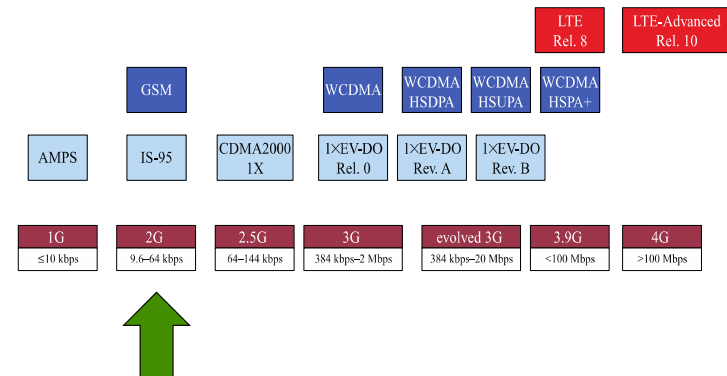 LTE
Rel. 8
LTE-Advanced
Rel. 10
GSM
WCDMA
WCDMA
HSDPA
WCDMA
HSUPA
WCDMA
HSPA+
AMPS
IS-95
CDMA2000
1X
1×EV-DO
Rel. 0
1×EV-DO
Rev. A
1×EV-DO
Rev. B
1G
≤10 kbps
2G
9.6–64 kbps
2.5G
64–144 kbps
3G
384 kbps–2 Mbps
evolved 3G
384 kbps–20 Mbps
3.9G
<100 Mbps
4G
>100 Mbps